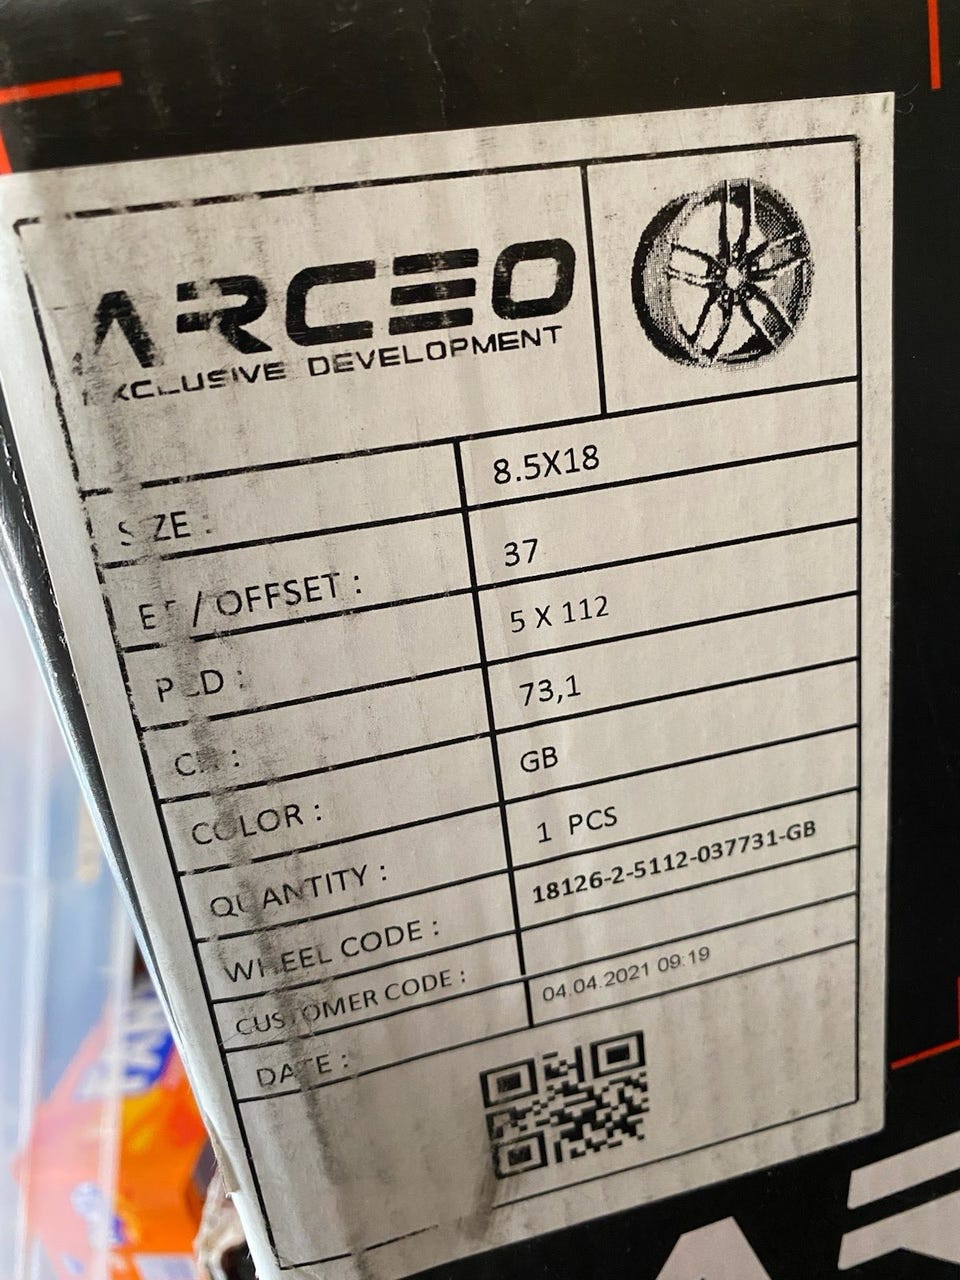 ARCEO
EXCLUSIVE DEVELOPMENT
SIZE : 8.5X18
ET / OFFSET : 37
PCD : 5 X 112
CB : 73,1
COLOR : GB
QUANTITY : 1 PCS
WHEEL CODE : 18126-2-5112-037731-GB
CUSTOMER CODE :
DATE : 04.04.2021 09:19